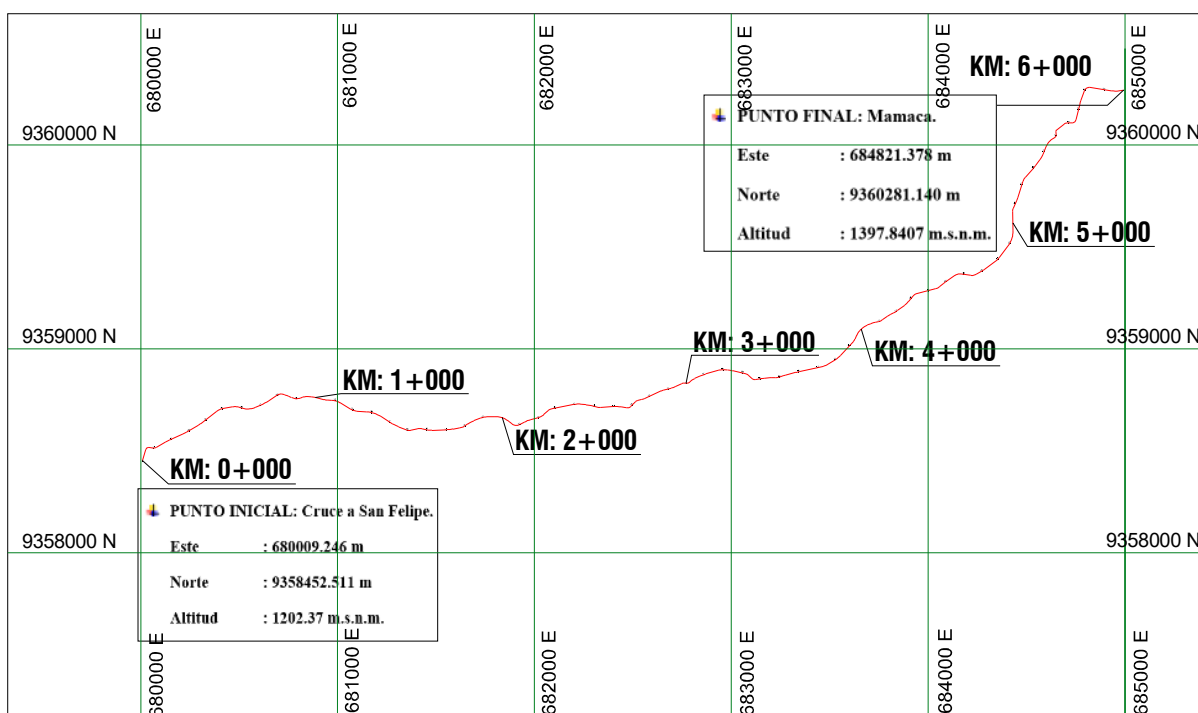 680000 E
681000 E
682000 E
683000 E
684000 E
685000 E
KM: 6+000
PUNTO FINAL: Mamaca.
Este : 684821.378 m
Norte : 9360281.140 m
Altitud : 1397.8407 m.s.n.m.
9360000 N
9360000 N
KM: 5+000
9359000 N
9359000 N
KM: 3+000
KM: 4+000
KM: 1+000
KM: 2+000
KM: 0+000
PUNTO INICIAL: Cruce a San Felipe.
Este : 680009.246 m
Norte : 9358452.511 m
Altitud : 1202.37 m.s.n.m.
9358000 N
9358000 N
680000 E
681000 E
682000 E
683000 E
684000 E
685000 E